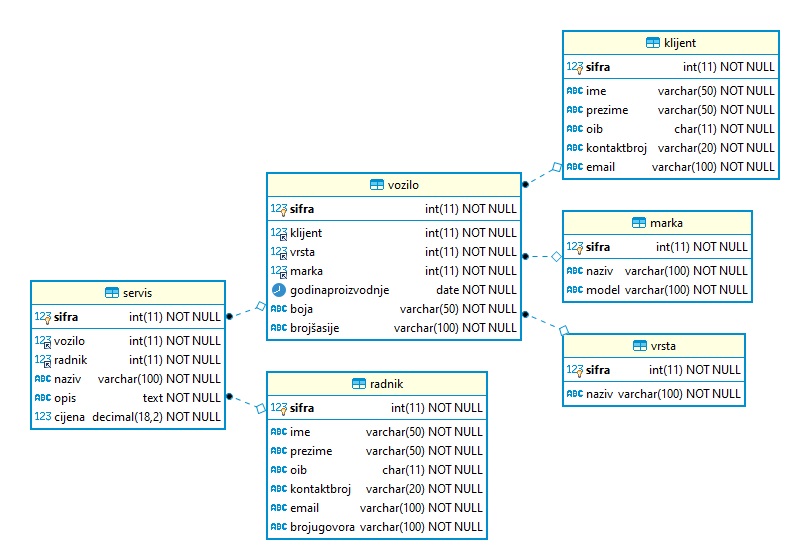 klijent
123 sifra int(11) NOT NULL
ABC ime varchar(50) NOT NULL
ABC prezime varchar(50) NOT NULL
ABC oib char(11) NOT NULL
ABC kontaktbroj varchar(20) NOT NULL
ABC email varchar(100) NOT NULL
vozilo
123 sifra int(11) NOT NULL
123 klijent int(11) NOT NULL
123 vrsta int(11) NOT NULL
123 marka int(11) NOT NULL
godinaproizvodnje date NOT NULL
ABC boja varchar(50) NOT NULL
ABC brojšasije varchar(100) NOT NULL
marka
123 sifra int(11) NOT NULL
ABC naziv varchar(100) NOT NULL
ABC model varchar(100) NOT NULL
servis
123 sifra int(11) NOT NULL
123 vozilo int(11) NOT NULL
123 radnik int(11) NOT NULL
ABC naziv varchar(100) NOT NULL
ABC opis text NOT NULL
123 cijena decimal(18,2) NOT NULL
vrsta
123 sifra int(11) NOT NULL
ABC naziv varchar(100) NOT NULL
radnik
123 sifra int(11) NOT NULL
ABC ime varchar(50) NOT NULL
ABC prezime varchar(50) NOT NULL
ABC oib char(11) NOT NULL
ABC kontaktbroj varchar(20) NOT NULL
ABC email varchar(100) NOT NULL
ABC brojugovora varchar(100) NOT NULL